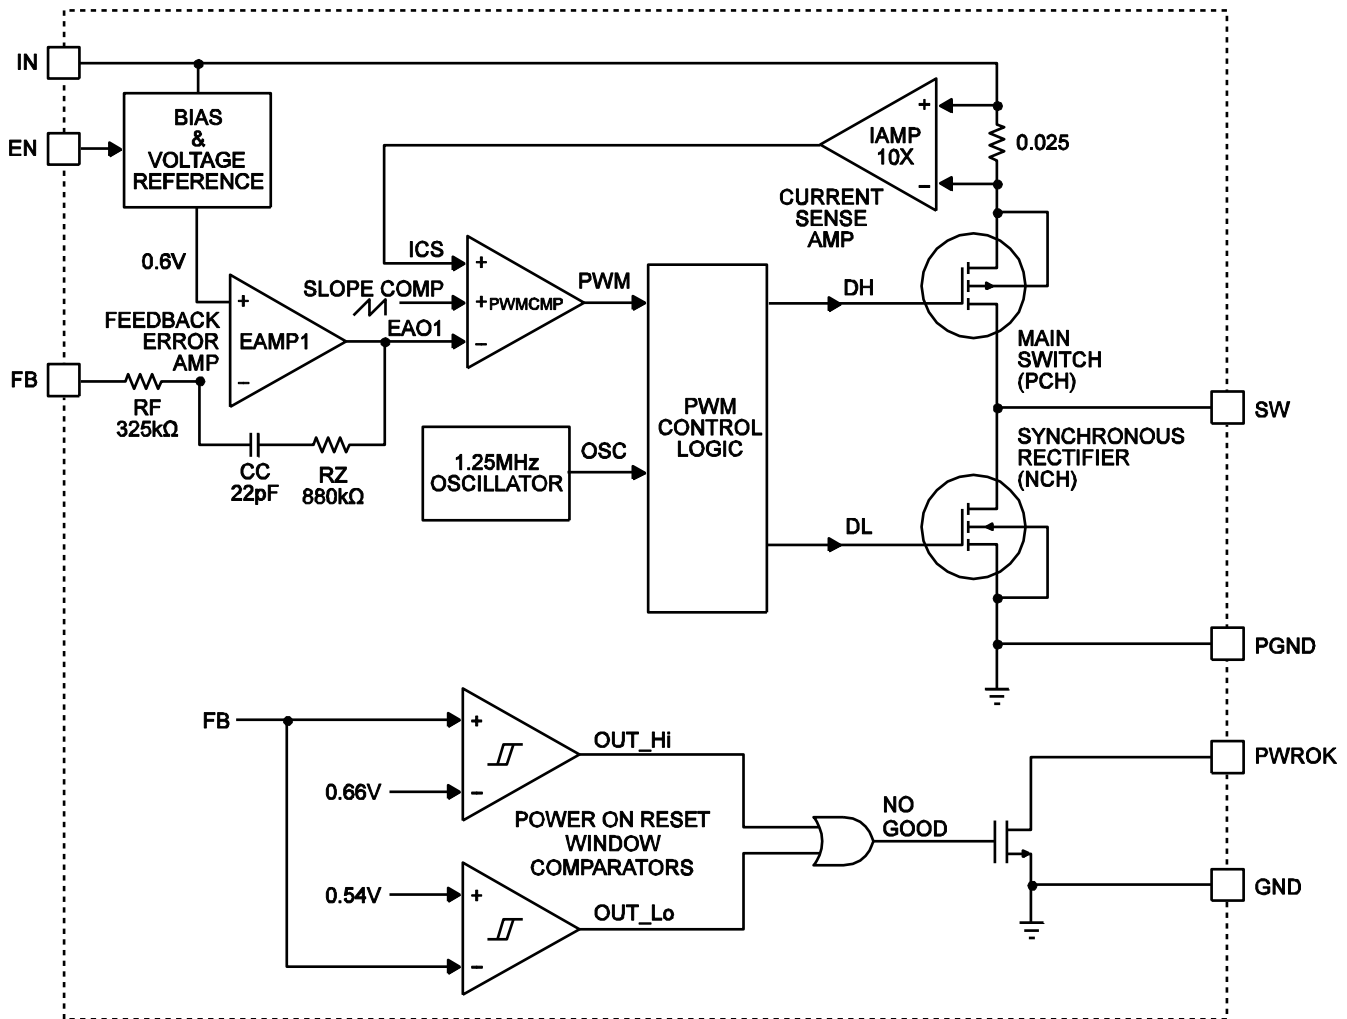 IN
EN
BIAS
&
VOLTAGE
REFERENCE
+
IAMP
10X
−
0.025
CURRENT
SENSE
AMP
0.6V
ICS
+
SLOPE COMP
+
PWMCMP
EAO1
−
PWM
FEEDBACK
ERROR
AMP
+
EAMP1
−
FB
RF
325kΩ
CC
22pF
RZ
880kΩ
1.25MHz
OSCILLATOR
OSC
PWM
CONTROL
LOGIC
DH
MAIN
SWITCH
(PCH)
SW
SYNCHRONOUS
RECTIFIER
(NCH)
DL
PGND
FB
+
0.66V
−
OUT_Hi
POWER ON RESET
WINDOW
COMPARATORS
0.54V
+
−
OUT_Lo
NO
GOOD
PWROK
GND